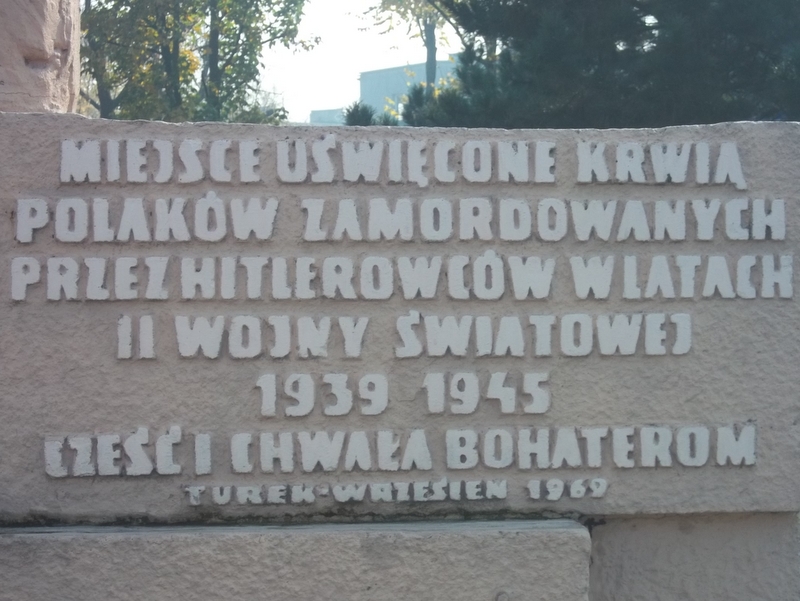 MIEJSCE UŚWIĘCONE KRWIĄ
POLAKÓW ZAMORDOWANYCH
PRZEZ HITLEROWCÓW W LATACH
II WOJNY ŚWIATOWEJ
1939 1945
CZEŚĆ I CHWAŁA BOHATEROM
TUREK-WRZESIEŃ 1969